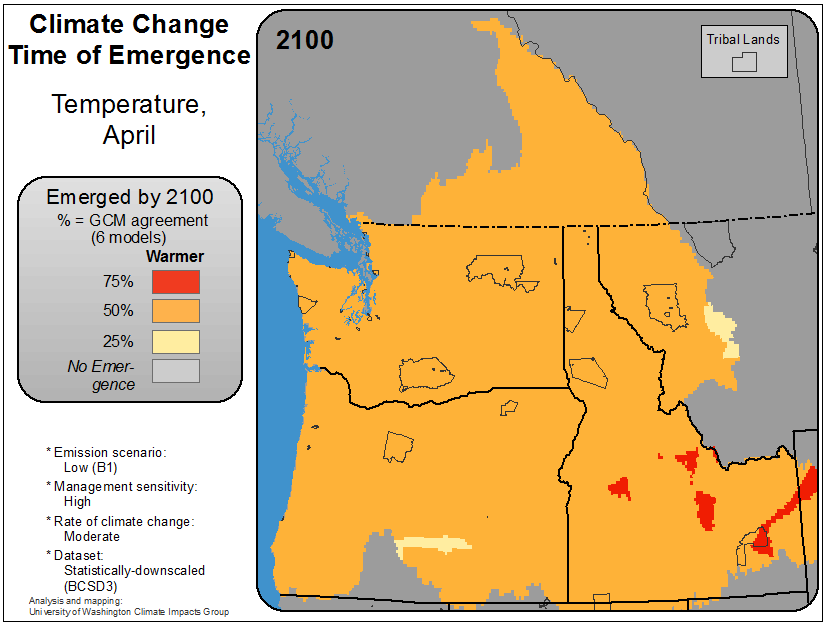 Climate Change
Time of Emergence
Temperature,
April
Emerged by 2100
% = GCM agreement
(6 models)
Warmer
75%
50%
25%
No Emer-
gence
* Emission scenario:
Low (B1)
* Management sensitivity:
High
* Rate of climate change:
Moderate
* Dataset:
Statistically-downscaled
(BCSD3)
Analysis and mapping:
University of Washington Climate Impacts Group
2100
Tribal Lands